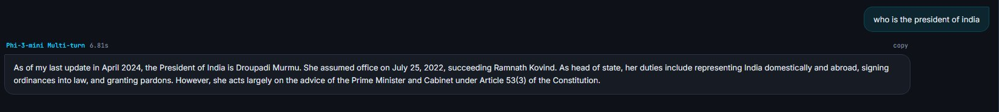 who is the president of india
Phi-3-mini Multi-turn 6.81s copy
As of my last update in April 2024, the President of India is Droupadi Murmu. She assumed office on July 25, 2022, succeeding Ramnath Kovind. As head of state, her duties include representing India domestically and abroad, signing
ordinances into law, and granting pardons. However, she acts largely on the advice of the Prime Minister and Cabinet under Article 53(3) of the Constitution.